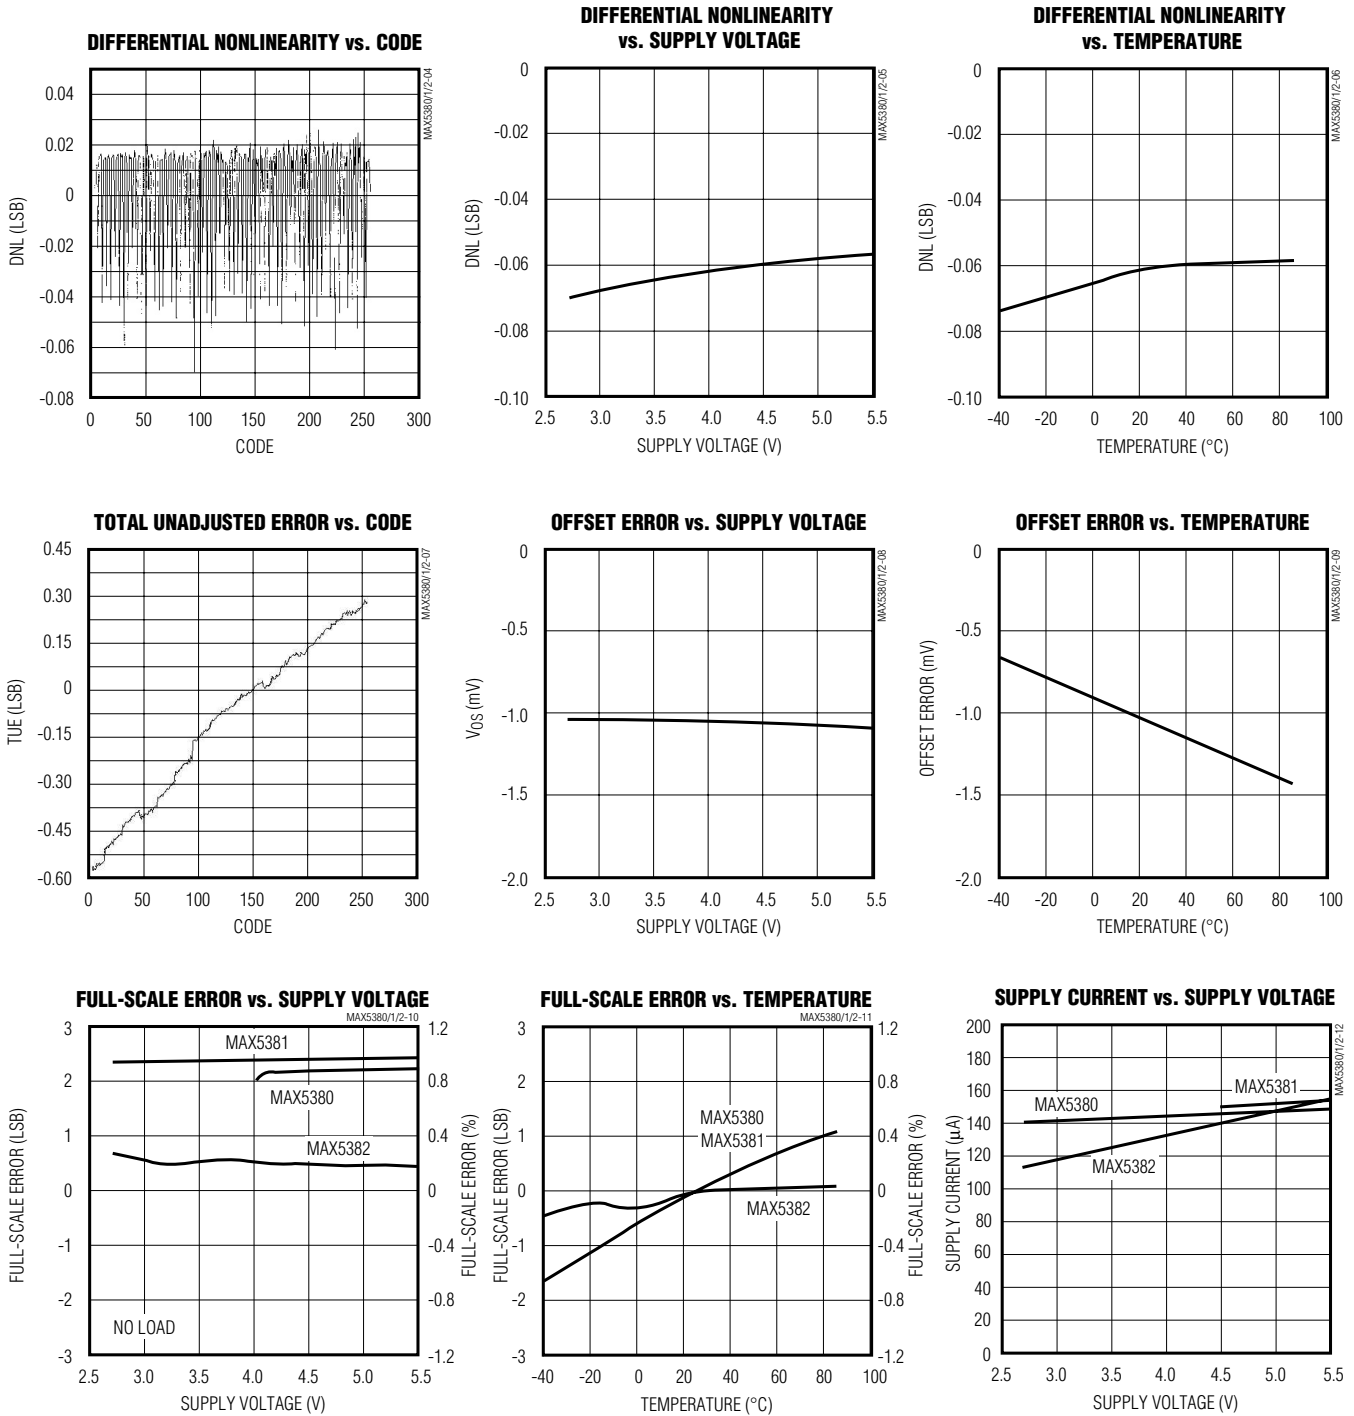 DIFFERENTIAL NONLINEARITY vs. CODE
MAX5380/1/2-04
DNL (LSB)
0.04
0.02
0
-0.02
-0.04
-0.06
-0.08
0 50 100 150 200 250 300
CODE
DIFFERENTIAL NONLINEARITY
vs. SUPPLY VOLTAGE
MAX5380/1/2-05
DNL (LSB)
0
-0.02
-0.04
-0.06
-0.08
-0.10
2.5 3.0 3.5 4.0 4.5 5.0 5.5
SUPPLY VOLTAGE (V)
DIFFERENTIAL NONLINEARITY
vs. TEMPERATURE
MAX5380/1/2-06
DNL (LSB)
0
-0.02
-0.04
-0.06
-0.08
-0.10
-40 -20 0 20 40 60 80 100
TEMPERATURE (°C)
TOTAL UNADJUSTED ERROR vs. CODE
MAX5380/1/2-07
TUE (LSB)
0.45
0.30
0.15
0
-0.15
-0.30
-0.45
-0.60
0 50 100 150 200 250 300
CODE
OFFSET ERROR vs. SUPPLY VOLTAGE
MAX5380/1/2-08
VOS (mV)
0
-0.5
-1.0
-1.5
-2.0
2.5 3.0 3.5 4.0 4.5 5.0 5.5
SUPPLY VOLTAGE (V)
OFFSET ERROR vs. TEMPERATURE
MAX5380/1/2-09
OFFSET ERROR (mV)
0
-0.5
-1.0
-1.5
-2.0
-40 -20 0 20 40 60 80 100
TEMPERATURE (°C)
FULL-SCALE ERROR vs. SUPPLY VOLTAGE
MAX5380/1/2-10
FULL-SCALE ERROR (LSB)
3
2
1
0
-1
-2
-3
MAX5381
MAX5380
MAX5382
NO LOAD
1.2
0.8
0.4
0
-0.4
-0.8
-1.2
FULL-SCALE ERROR (%)
2.5 3.0 3.5 4.0 4.5 5.0 5.5
SUPPLY VOLTAGE (V)
FULL-SCALE ERROR vs. TEMPERATURE
MAX5380/1/2-11
FULL-SCALE ERROR (LSB)
3
2
1
0
-1
-2
-3
MAX5380
MAX5381
MAX5382
1.2
0.8
0.4
0
-0.4
-0.8
-1.2
FULL-SCALE ERROR (%)
-40 -20 0 20 40 60 80 100
TEMPERATURE (°C)
SUPPLY CURRENT vs. SUPPLY VOLTAGE
MAX5380/1/2-12
SUPPLY CURRENT (µA)
200
180
160
140
120
100
80
60
40
20
0
MAX5381
MAX5380
MAX5382
2.5 3.0 3.5 4.0 4.5 5.0 5.5
SUPPLY VOLTAGE (V)